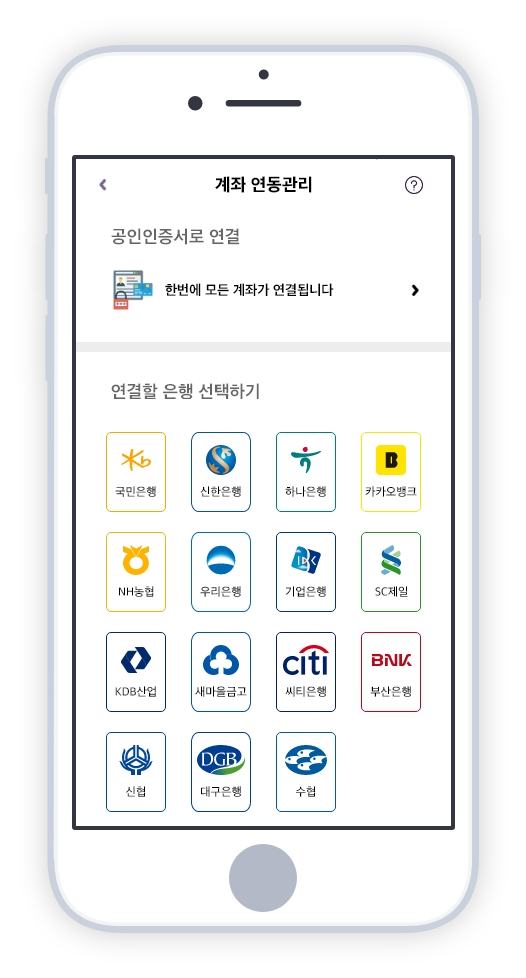 계좌 연동관리
?
공인인증서로 연결
한번에 모든 계좌가 연결됩니다
연결할 은행 선택하기
국민은행
신한은행
하나은행
B
카카오뱅크
NH농협
우리은행
IBK
기업은행
SC제일
KDB산업
새마을금고
citi
씨티은행
BNK
부산은행
신협
DGB
대구은행
수협